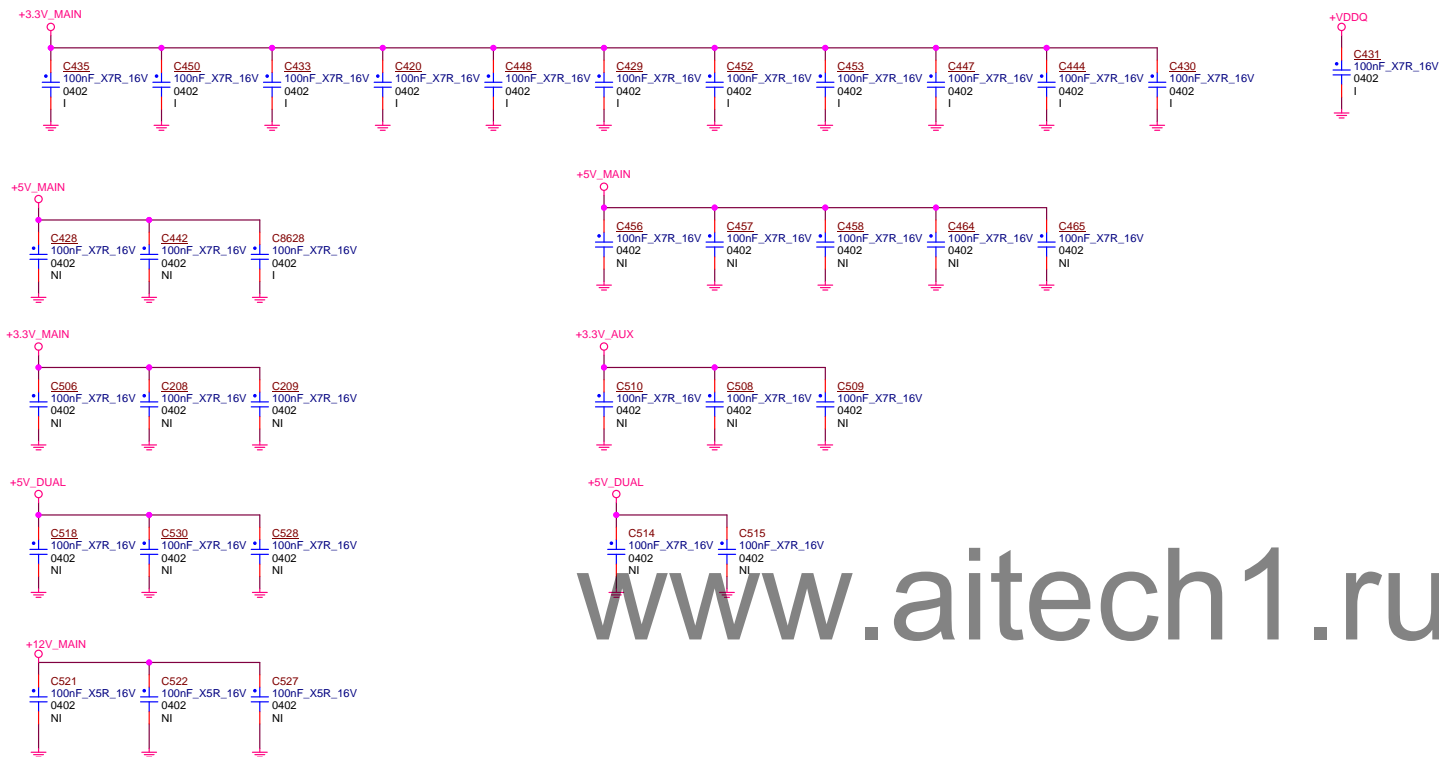 +3.3V_MAIN
+VDDQ
C435 C450 C433 C420 C448 C429 C452 C453 C447 C444 C430 C431
100nF_X7R_16V 100nF_X7R_16V 100nF_X7R_16V 100nF_X7R_16V 100nF_X7R_16V 100nF_X7R_16V 100nF_X7R_16V 100nF_X7R_16V 100nF_X7R_16V 100nF_X7R_16V 100nF_X7R_16V 100nF_X7R_16V
0402 0402 0402 0402 0402 0402 0402 0402 0402 0402 0402 0402
I I I I I I I I I I I I
+5V_MAIN +5V_MAIN
C428 C442 C8628 C456 C457 C458 C464 C465
100nF_X7R_16V 100nF_X7R_16V 100nF_X7R_16V 100nF_X7R_16V 100nF_X7R_16V 100nF_X7R_16V 100nF_X7R_16V 100nF_X7R_16V
0402 0402 0402 0402 0402 0402 0402 0402
NI NI I NI NI NI NI NI
+3.3V_MAIN +3.3V_AUX
C506 C208 C209 C510 C508 C509
100nF_X7R_16V 100nF_X7R_16V 100nF_X7R_16V 100nF_X7R_16V 100nF_X7R_16V 100nF_X7R_16V
0402 0402 0402 0402 0402 0402
NI NI NI NI NI NI
+5V_DUAL +5V_DUAL
C518 C530 C528 C514 C515
100nF_X7R_16V 100nF_X7R_16V 100nF_X7R_16V 100nF_X7R_16V 100nF_X7R_16V
0402 0402 0402 0402 0402
NI NI NI NI NI
www.aitech1.ru
+12V_MAIN
C521 C522 C527
100nF_X5R_16V 100nF_X5R_16V 100nF_X5R_16V
0402 0402 0402
NI NI NI